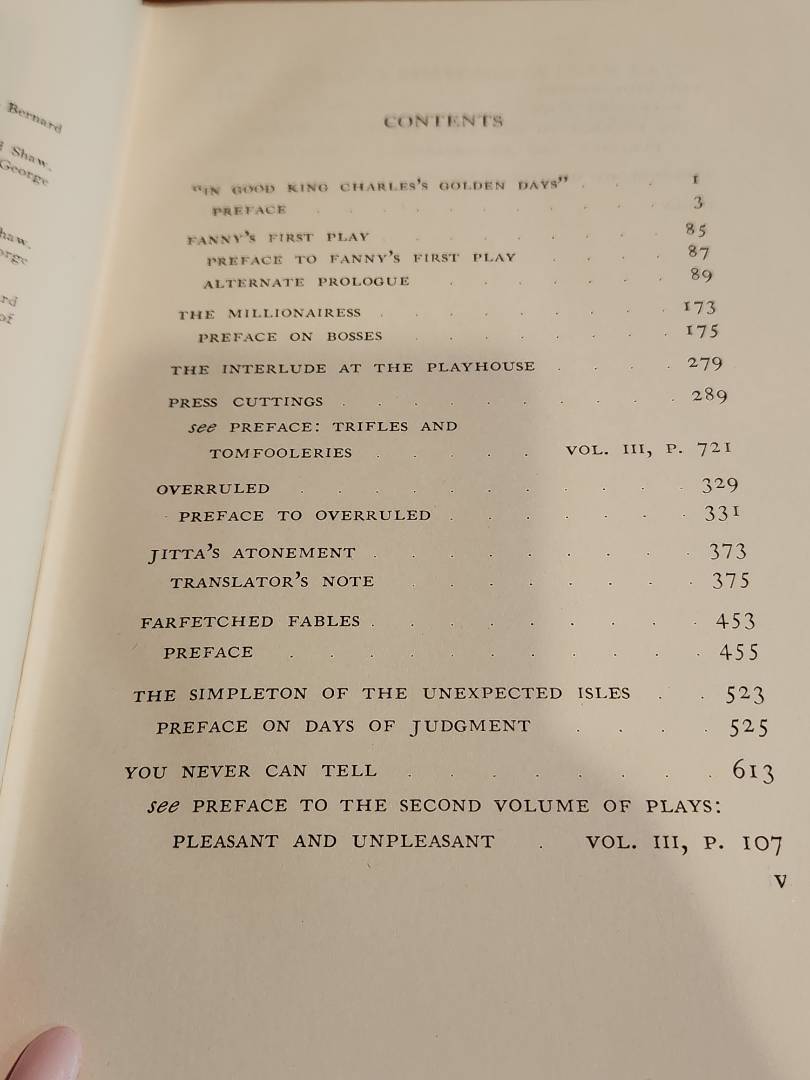 Bernard
Shaw.
George
haw.
orge
rd
of
CONTENTS
"IN GOOD KING CHARLES'S GOLDEN DAYS" . . . 1
PREFACE . . . . . . . . 3
FANNY'S FIRST PLAY . . . . . . 85
PREFACE TO FANNY'S FIRST PLAY . . . 87
ALTERNATE PROLOGUE . . . . . 89
THE MILLIONAIRESS . . . . . . . . 173
PREFACE ON BOSSES . . . . . . . 175
THE INTERLUDE AT THE PLAYHOUSE . . . . 279
PRESS CUTTINGS . . . . . . . . . 289
see PREFACE: TRIFLES AND
TOMFOOLERIES . . . . . VOL. III, P. 721
OVERRULED . . . . . . . . . 329
PREFACE TO OVERRULED . . . . . . . 331
JITTA'S ATONEMENT . . . . . . . . 373
TRANSLATOR'S NOTE . . . . . . . 375
FARFETCHED FABLES . . . . . . . . . 453
PREFACE . . . . . . . . . . . 455
THE SIMPLETON OF THE UNEXPECTED ISLES . . 523
PREFACE ON DAYS OF JUDGMENT . . . . 525
YOU NEVER CAN TELL . . . . . . . . 613
see PREFACE TO THE SECOND VOLUME OF PLAYS:
PLEASANT AND UNPLEASANT . VOL. III, P. 107
V